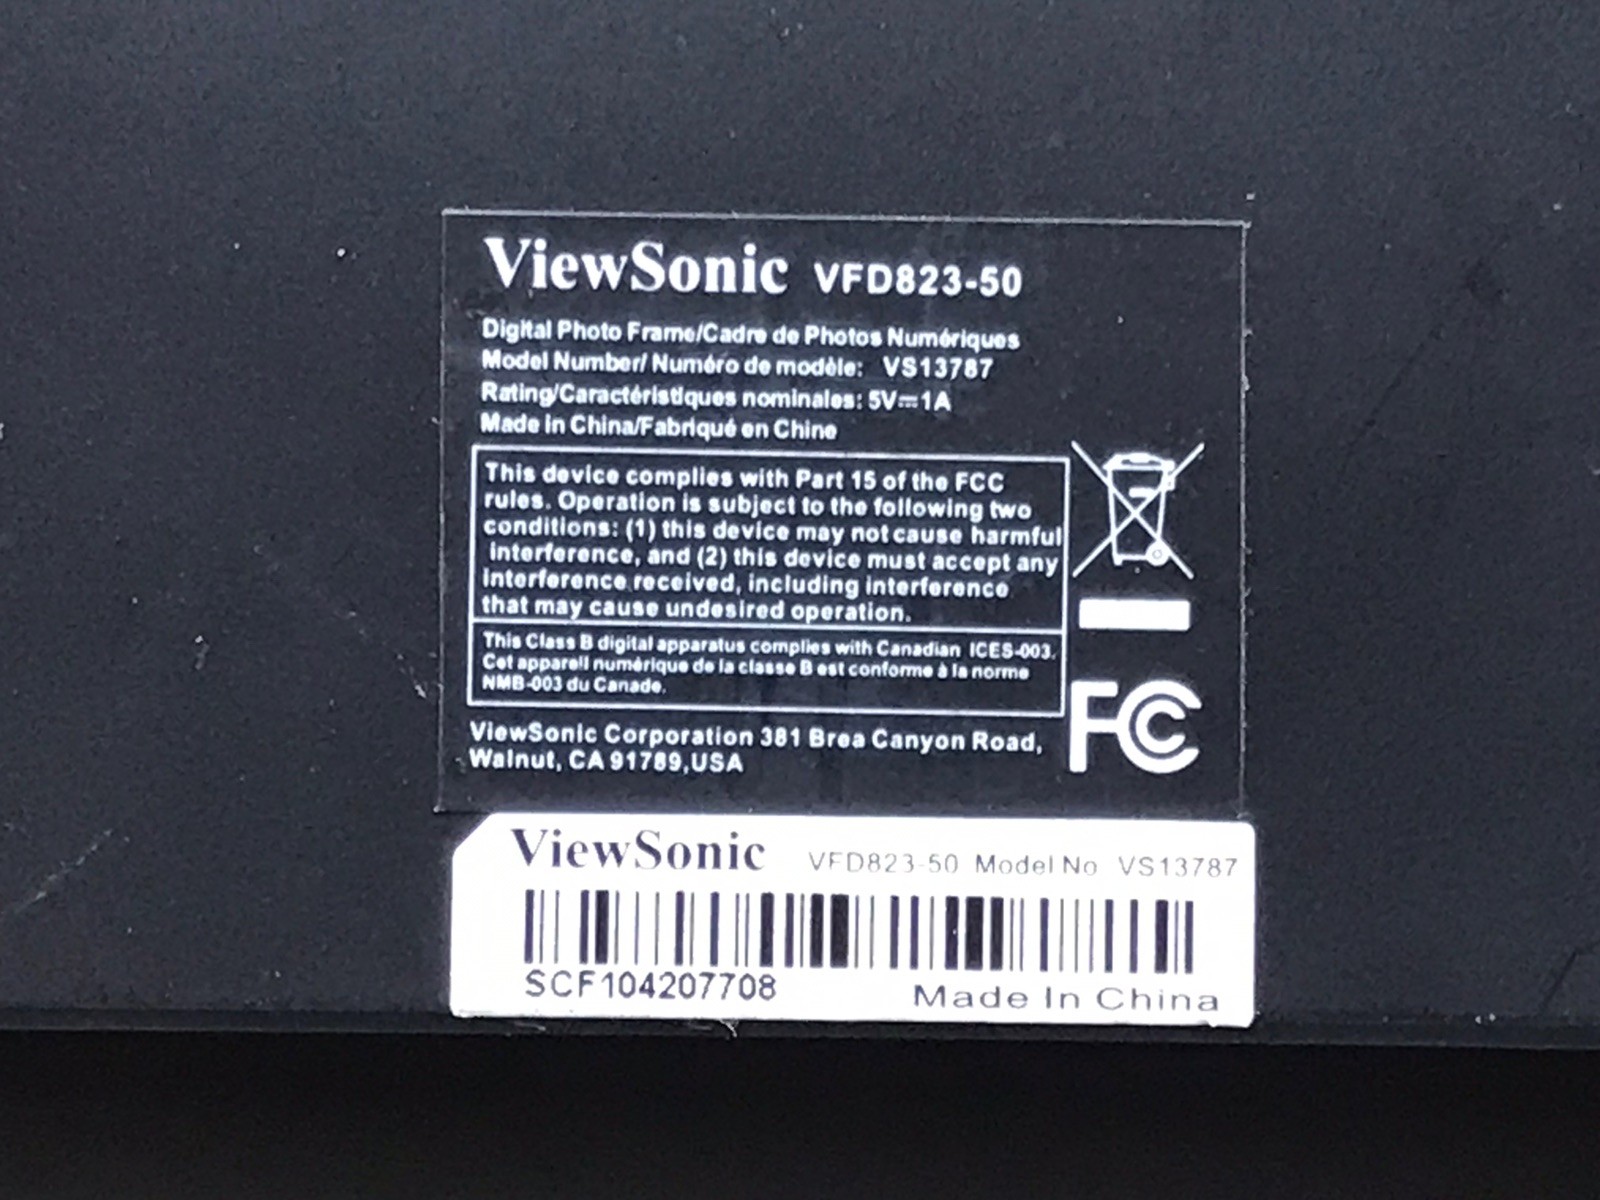 ViewSonic VFD823-50
Digital Photo Frame/Cadre de Photos Numériques
Model Number/ Numéro de modèle: VS13787
Rating/Caractéristiques nominales: 5V⎓1A
Made in China/Fabriqué en Chine
This device complies with Part 15 of the FCC
rules. Operation is subject to the following two
conditions: (1) this device may not cause harmful
interference, and (2) this device must accept any
interference received, including interference
that may cause undesired operation.
This Class B digital apparatus complies with Canadian ICES-003.
Cet appareil numérique de la classe B est conforme à la norme
NMB-003 du Canada.
FC
ViewSonic Corporation 381 Brea Canyon Road,
Walnut, CA 91789,USA
ViewSonic VFD823-50 Model No VS13787
SCF104207708
Made In China